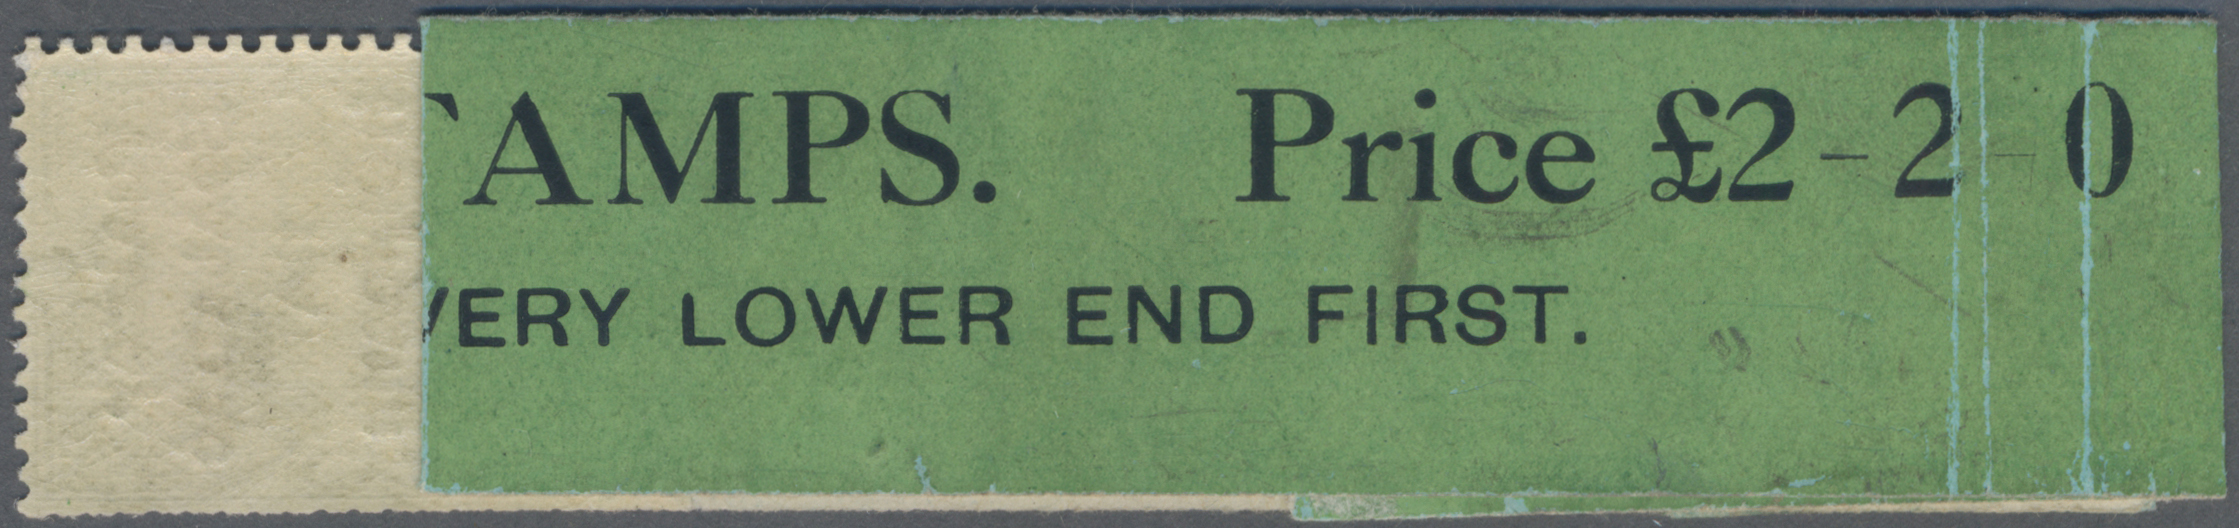 TAMPS. Price £2-2-0
VERY LOWER END FIRST.